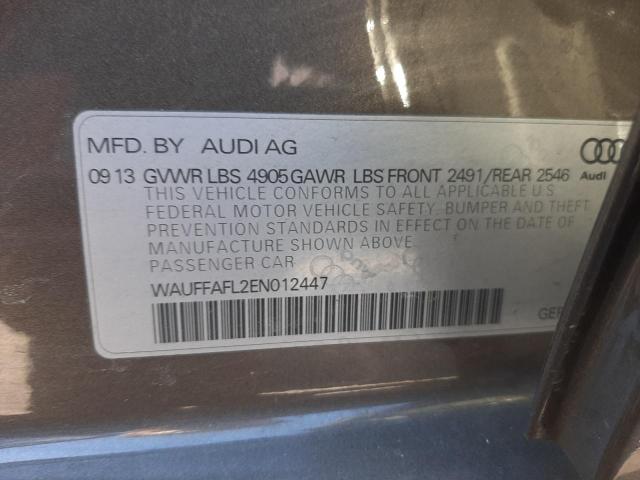 MFD. BY AUDI AG
09 13 GVWR LBS 4905 GAWR LBS FRONT 2491/REAR 2546
Audi
THIS VEHICLE CONFORMS TO ALL APPLICABLE U.S
FEDERAL MOTOR VEHICLE SAFETY, BUMPER AND THEFT
PREVENTION STANDARDS IN EFFECT ON THE DATE OF
MANUFACTURE SHOWN ABOVE.
PASSENGER CAR
WAUFFAFL2EN012447